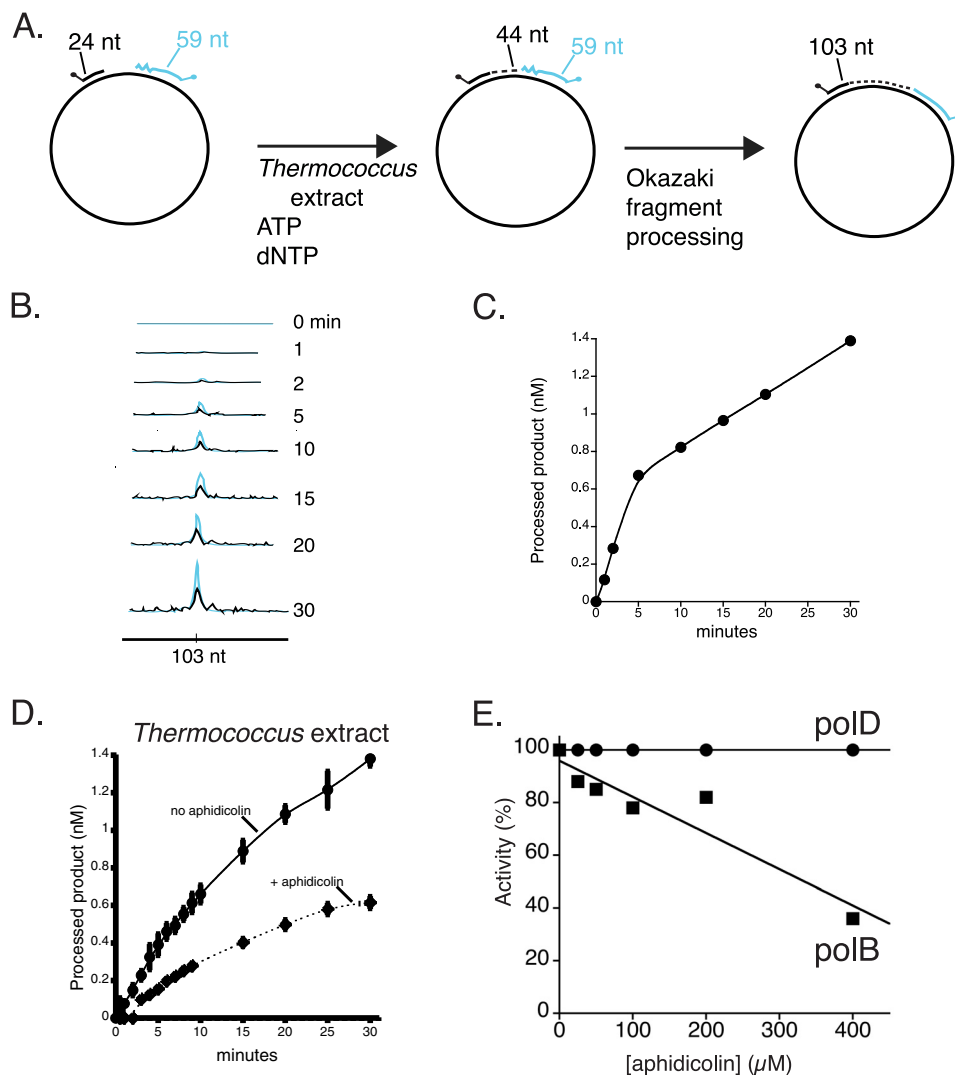 A.
24 nt
59 nt
44 nt
59 nt
103 nt
Thermococcus
extract
ATP
dNTP
Okazaki
fragment
processing
B.
0 min
1
2
5
10
15
20
30
103 nt
C.
Processed product (nM)
1.4
1.2
1
0.8
0.6
0.4
0.2
0
0 5 10 15 20 25 30
minutes
D.
Thermococcus extract
Processed product (nM)
1.4
1.2
1
0.8
0.6
0.4
0.2
0
no aphidicolin
+ aphidicolin
0 5 10 15 20 25 30
minutes
E.
polD
Activity (%)
100
80
60
40
20
0
polB
0 100 200 300 400
[aphidicolin] (µM)